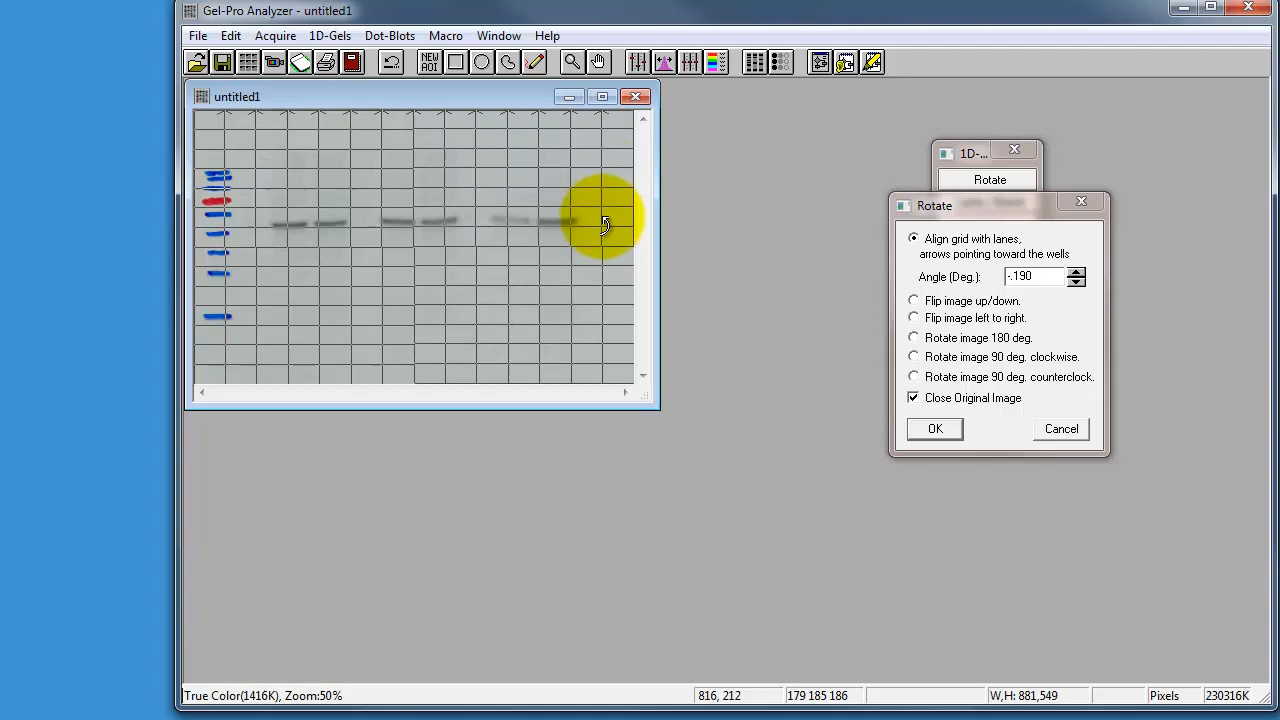 Gel-Pro Analyzer - untitled1
File Edit Acquire 1D-Gels Dot-Blots Macro Window Help
NEW AOI
untitled1
1D-...
Rotate
Rotate
Align grid with lanes,
arrows pointing toward the wells
Angle (Deg.): -.190
Flip image up/down.
Flip image left to right.
Rotate image 180 deg.
Rotate image 90 deg. clockwise.
Rotate image 90 deg. counterclock.
Close Original Image
OK Cancel
True Color(1416K), Zoom:50% 816, 212 179 185 186 W,H: 881,549 Pixels 230316K